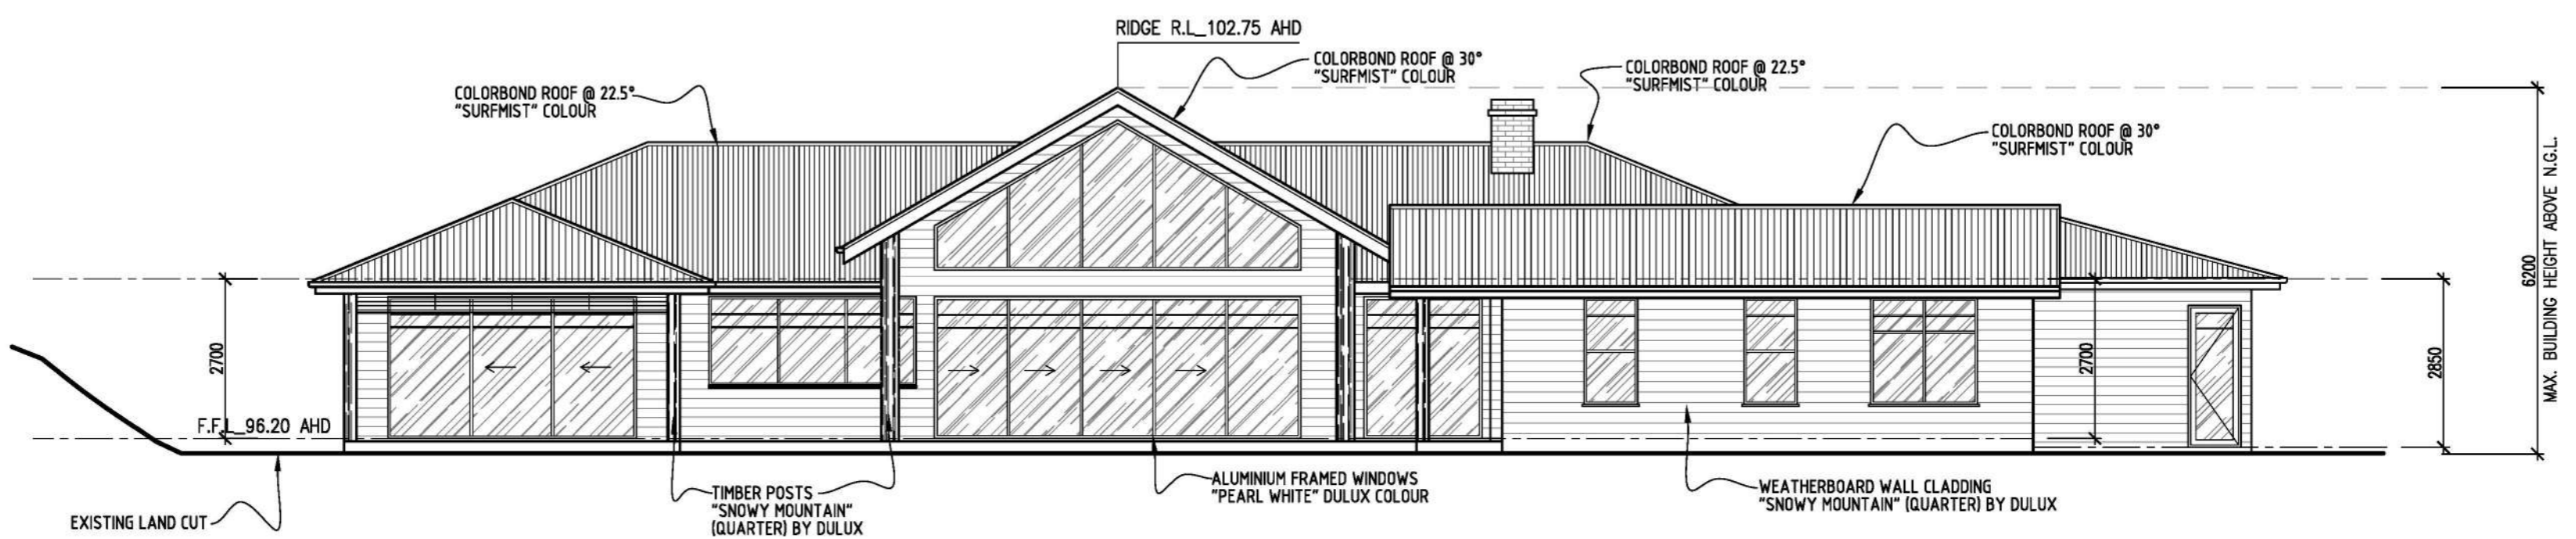 RIDGE R.L_102.75 AHD
COLORBOND ROOF @ 30°
"SURFMIST" COLOUR
COLORBOND ROOF @ 22.5°
"SURFMIST" COLOUR
COLORBOND ROOF @ 22.5°
"SURFMIST" COLOUR
COLORBOND ROOF @ 30°
"SURFMIST" COLOUR
2700
F.F.L_96.20 AHD
2700
2850
6200
MAX. BUILDING HEIGHT ABOVE N.G.L.
EXISTING LAND CUT
TIMBER POSTS
"SNOWY MOUNTAIN"
(QUARTER) BY DULUX
ALUMINIUM FRAMED WINDOWS
"PEARL WHITE" DULUX COLOUR
WEATHERBOARD WALL CLADDING
"SNOWY MOUNTAIN" (QUARTER) BY DULUX